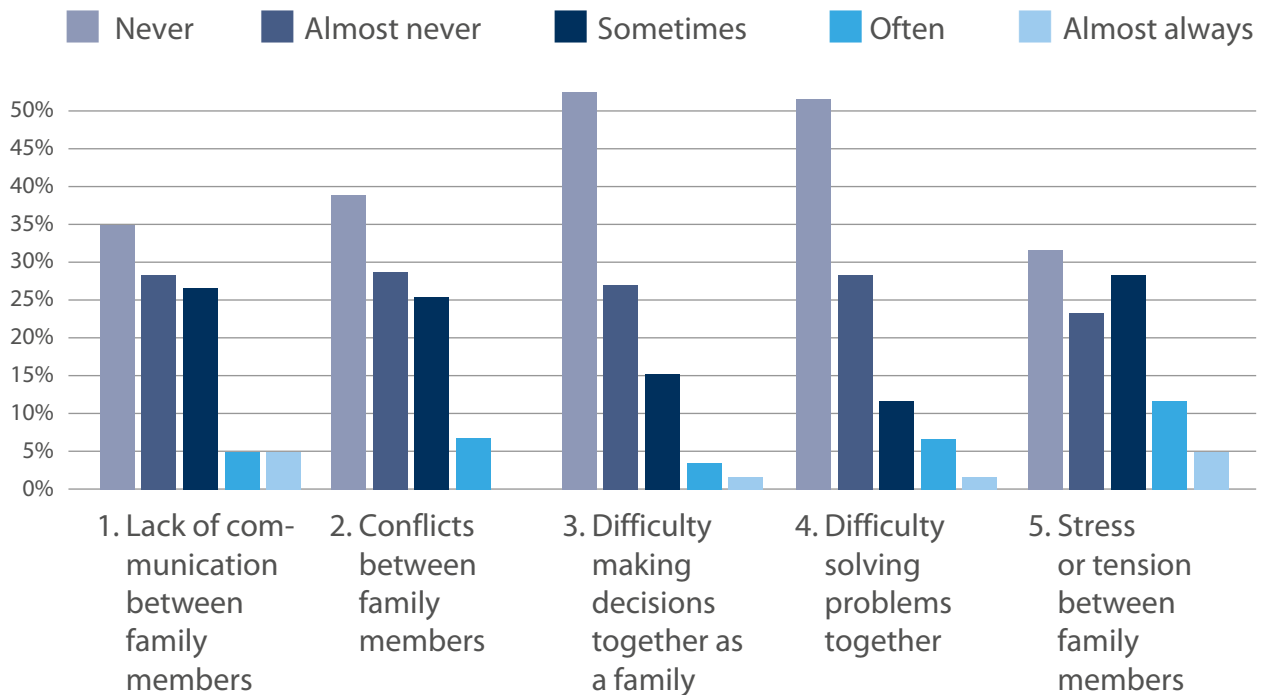 Never Almost never Sometimes Often Almost always
50%
45%
40%
35%
30%
25%
20%
15%
10%
5%
0%
1. Lack of com-
munication
between
family
members
2. Conflicts
between
family
members
3. Difficulty
making
decisions
together as
a family
4. Difficulty
solving
problems
together
5. Stress
or tension
between
family
members